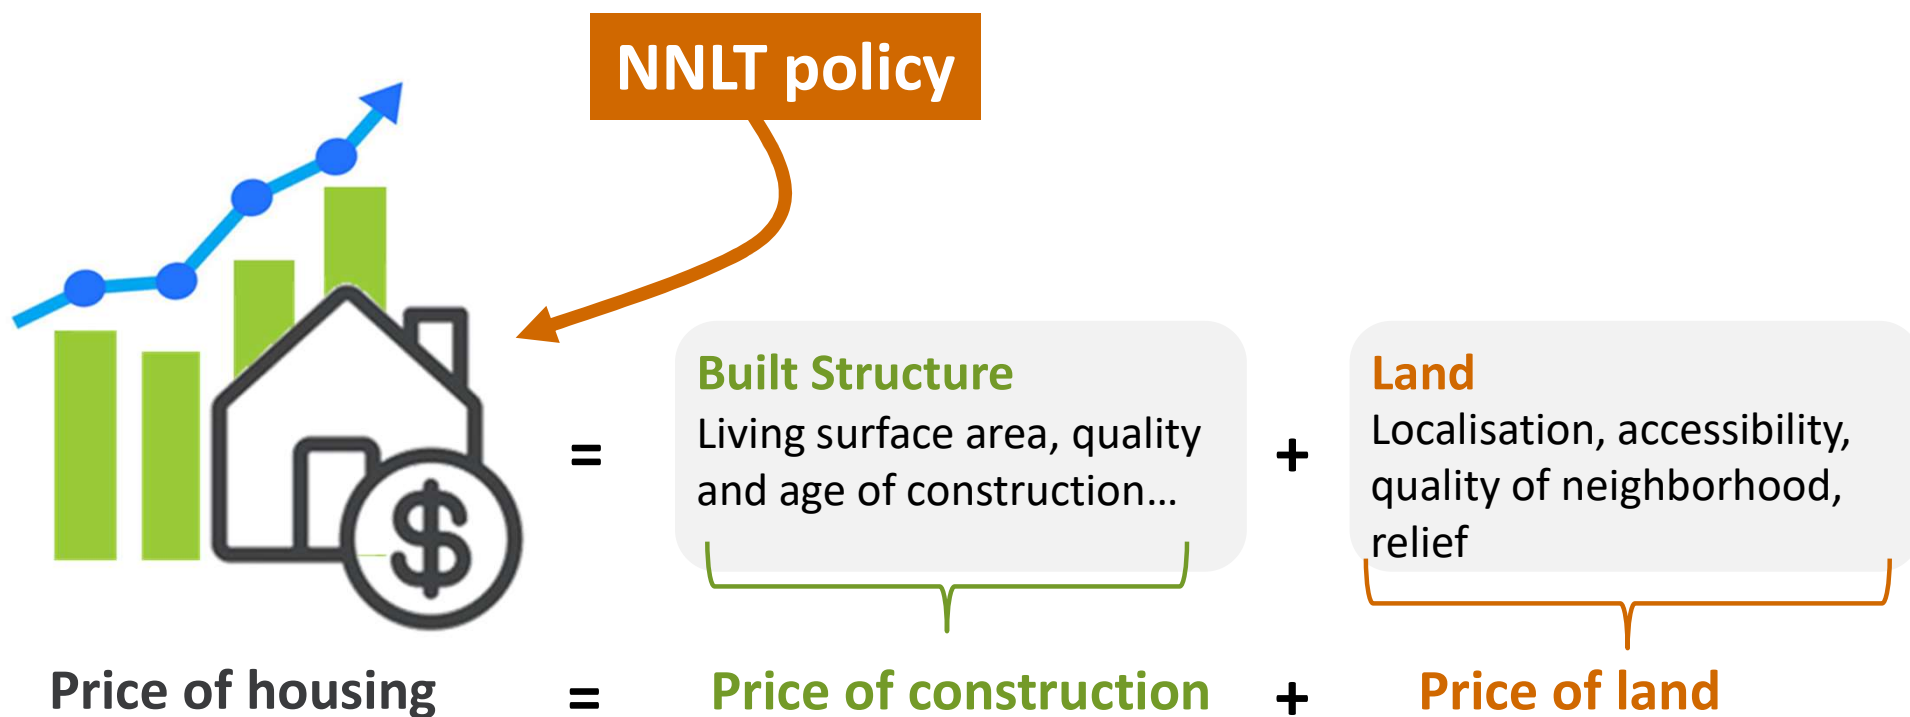 NNLT policy
Built Structure
Living surface area, quality
and age of construction…
Land
Localisation, accessibility,
quality of neighborhood,
relief
=
+
$
Price of housing = Price of construction + Price of land